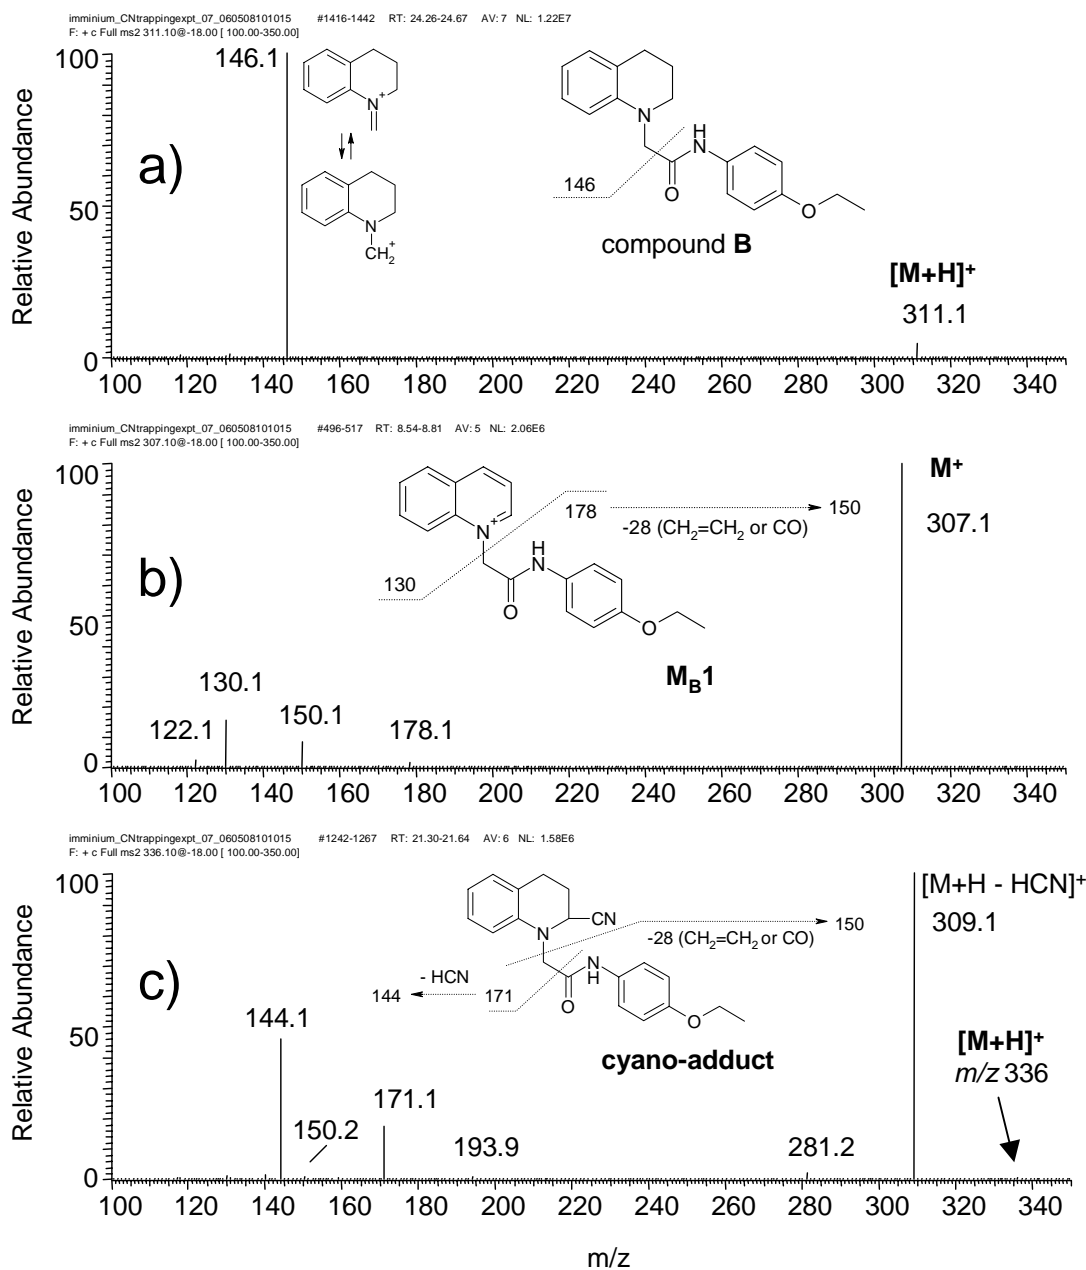 imminium_CNtrappingexpt_07_060508101015 #1416-1442 RT: 24.26-24.67 AV: 7 NL: 1.22E7
F: + c Full ms2 311.10@-18.00 [ 100.00-350.00]
100
146.1
N
+
N
CH2+
a)
50
0
Relative Abundance
N
H
N
O
O
146
compound B
[M+H]+
311.1
100 120 140 160 180 200 220 240 260 280 300 320 340
imminium_CNtrappingexpt_07_060508101015 #496-517 RT: 8.54-8.81 AV: 5 NL: 2.06E6
F: + c Full ms2 307.10@-18.00 [ 100.00-350.00]
100
M+
307.1
178
-28 (CH2=CH2 or CO)
150
+
N
H
N
O
O
130
b)
50
0
Relative Abundance
MB1
130.1
122.1
150.1
178.1
100 120 140 160 180 200 220 240 260 280 300 320 340
imminium_CNtrappingexpt_07_060508101015 #1242-1267 RT: 21.30-21.64 AV: 6 NL: 1.58E6
F: + c Full ms2 336.10@-18.00 [ 100.00-350.00]
100
[M+H - HCN]+
309.1
CN
N
150
-28 (CH2=CH2 or CO)
- HCN
144
171
N
H
O
O
c)
50
0
Relative Abundance
cyano-adduct
[M+H]+
m/z 336
144.1
150.2
171.1
193.9
281.2
100 120 140 160 180 200 220 240 260 280 300 320 340
m/z